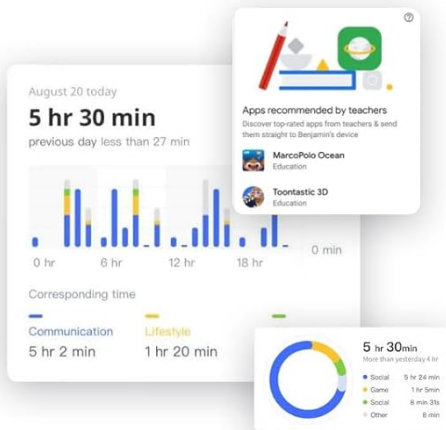 August 20 today
5 hr 30 min
previous day less than 27 min
0 min
0 hr
6 hr
12 hr
18 hr
Corresponding time
Communication
Lifestyle
5 hr 2 min
1 hr 20 min
Apps recommended by teachers
Discover top-rated apps from teachers & send
them straight to Benjamin's device
MarcoPolo Ocean
Education
Toontastic 3D
Education
5 hr 30min
More than yesterday 4 hr
Social 5 hr 24 min
Game 1 hr 5min
Social 8 min 31s
Other 8 min